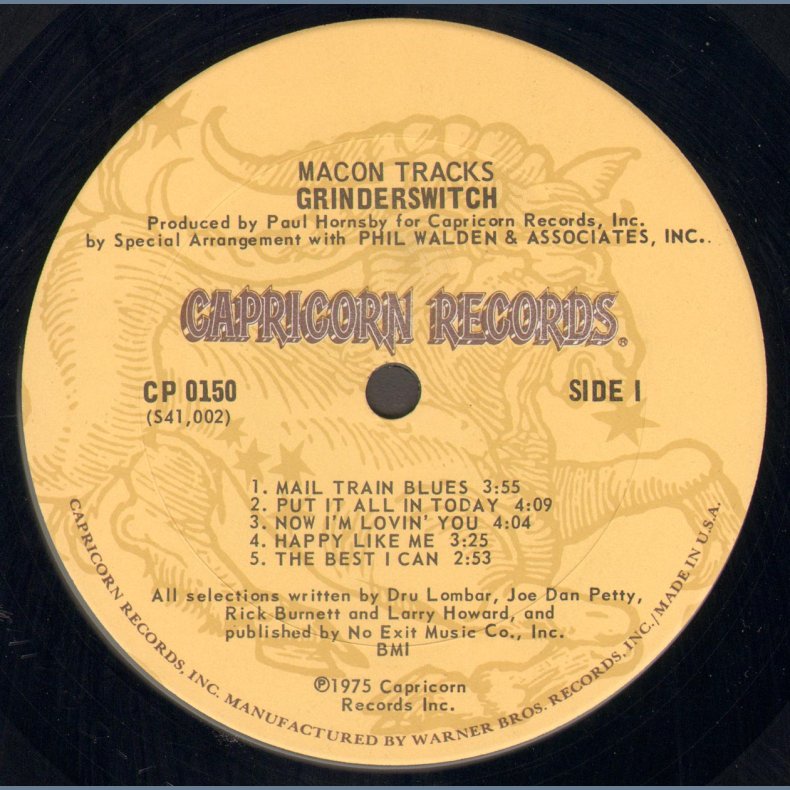 MACON TRACKS
GRINDERSWITCH
Produced by Paul Hornsby for Capricorn Records, Inc.
by Special Arrangement with PHIL WALDEN & ASSOCIATES, INC.
CAPRICORN RECORDS®
CP 0150
(S41,002)
SIDE I
1. MAIL TRAIN BLUES 3:55
2. PUT IT ALL IN TODAY 4:09
3. NOW I'M LOVIN' YOU 4:04
4. HAPPY LIKE ME 3:25
5. THE BEST I CAN 2:53
All selections written by Dru Lombar, Joe Dan Petty,
Rick Burnett and Larry Howard, and
published by No Exit Music Co., Inc.
BMI
℗1975 Capricorn
Records Inc.
CAPRICORN RECORDS, INC. MANUFACTURED BY WARNER BROS. RECORDS, INC./MADE IN U.S.A.